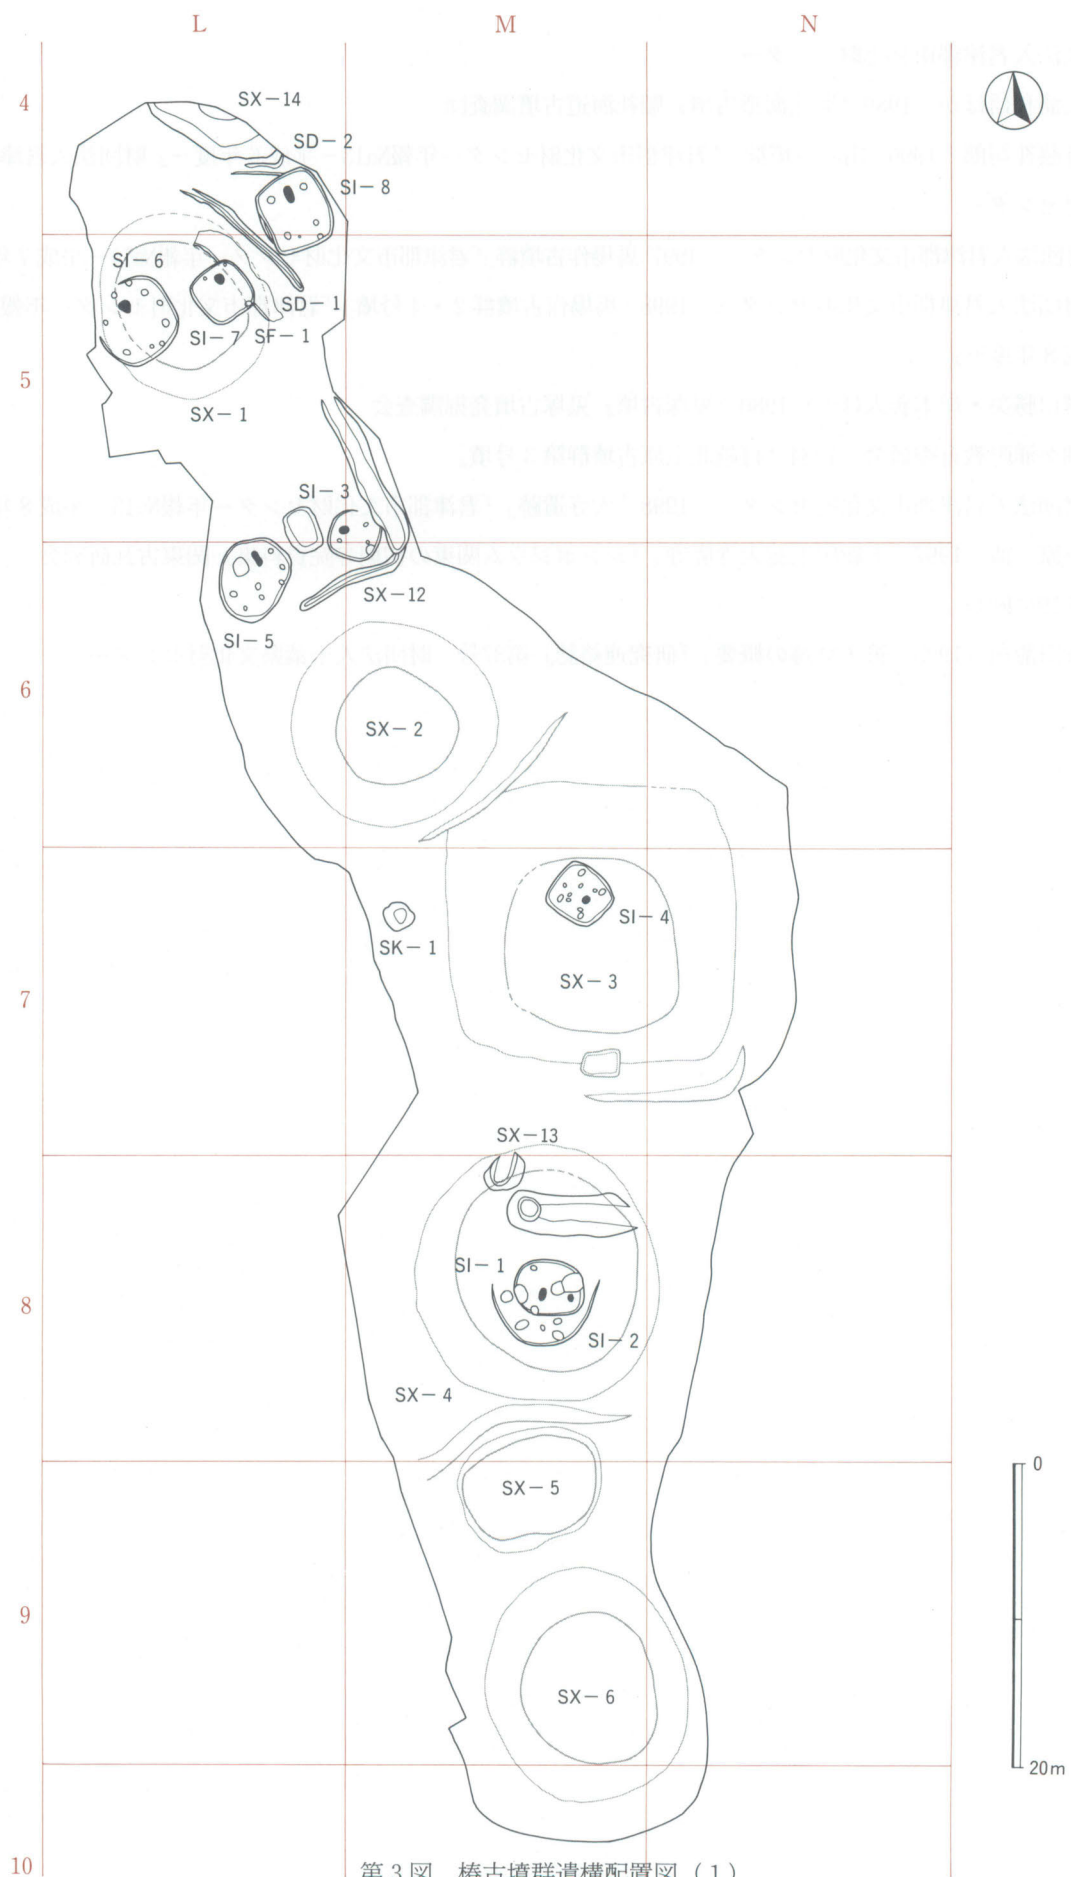 L M N
4
SX-14
SD-2
SI-8
SI-6
SD-1
SI-7 SF-1
5
SX-1
SI-3
SX-12
SI-5
6
SX-2
SI-4
SK-1
SX-3
7
SX-13
SI-1
8
SI-2
SX-4
0
SX-5
9
SX-6
20m
10
第3図 椿古墳群遺構配置図(1)